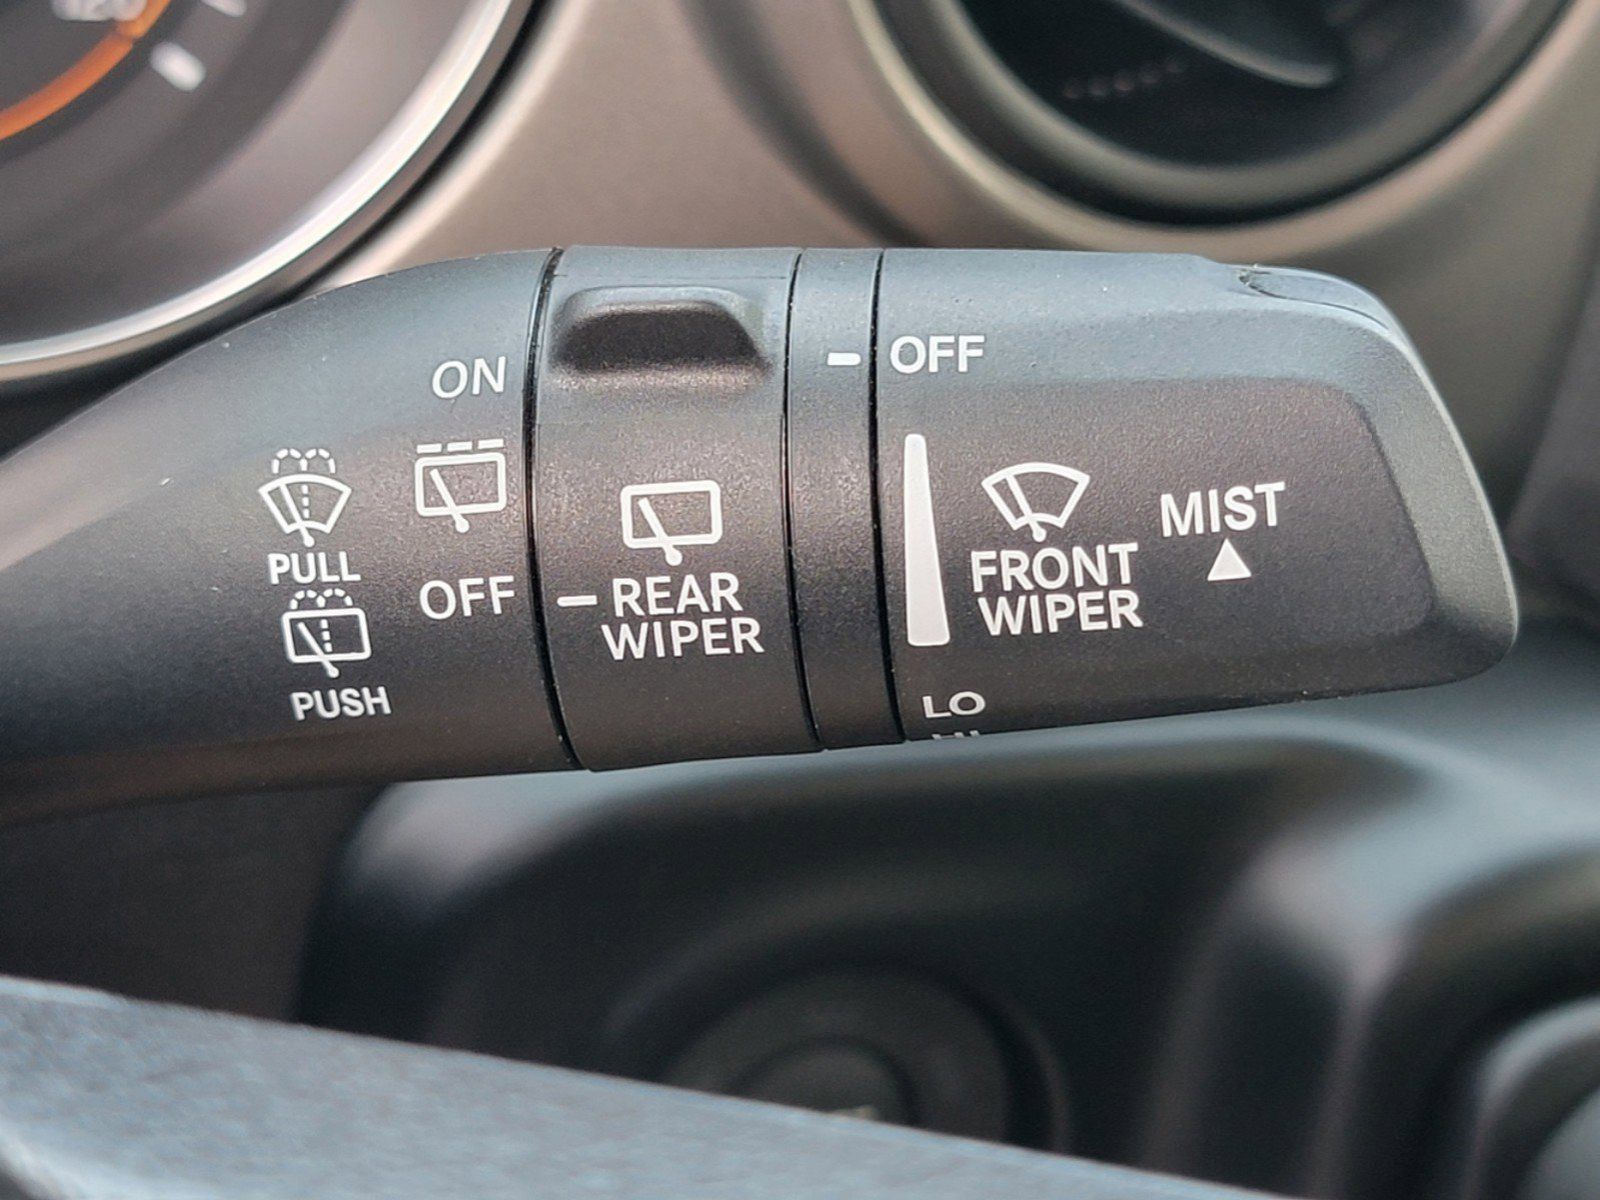 ON
OFF
PULL
OFF
REAR
WIPER
PUSH
FRONT
WIPER
MIST
LO